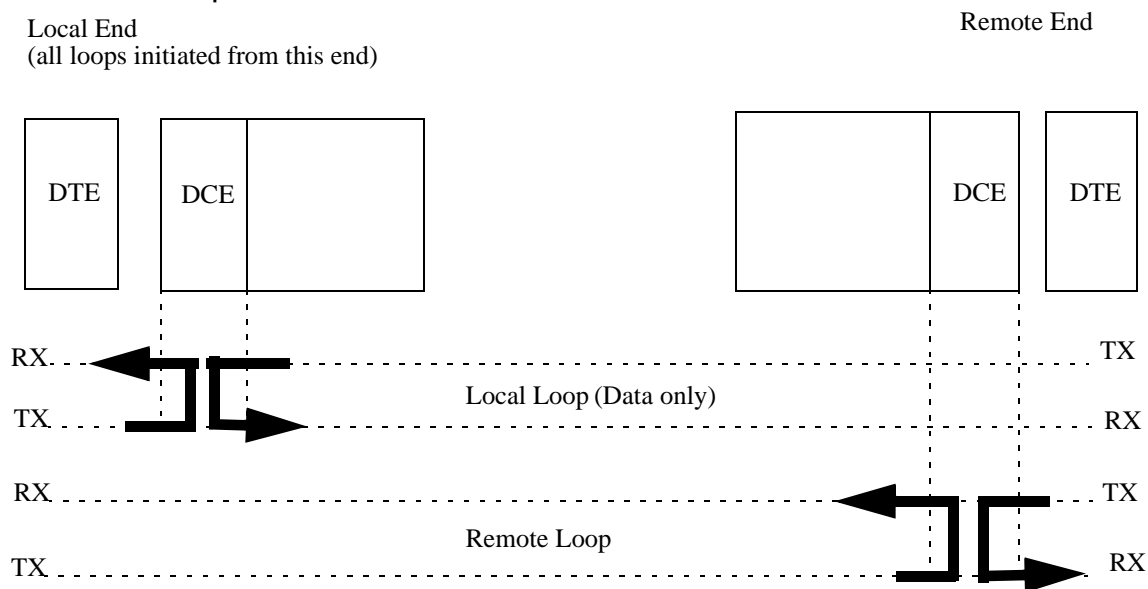 Local End
(all loops initiated from this end)
Remote End
DTE
DCE
DCE
DTE
RX
TX
Local Loop (Data only)
TX
RX
RX
TX
Remote Loop
TX
RX